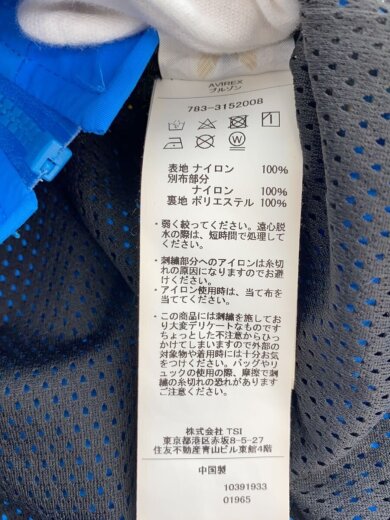 AVIREX
ブルゾン
783-3152008
表地 ナイロン 100%
別布部分
ナイロン 100%
裏地 ポリエステル 100%
・弱く絞ってください。遠心脱
水の際は、短時間で処理して
ください。
・刺繍部分へのアイロンは糸切
れの原因になりますのでお避
けください。
・アイロン使用時は、当て布を
当ててください。
・この商品には刺繍を施してお
り大変デリケートなものです
ちょっとした不注意からひっ
かけてしまいますので外部の
対象物や着用時には十分お気
をつけください。バッグやリ
ュックの使用の際、摩擦で刺
繍の糸切れの恐れがあります
ご注意ください。
株式会社 TSI
東京都港区赤坂8-5-27
住友不動産青山ビル東館4階
中国製
10391933
01965